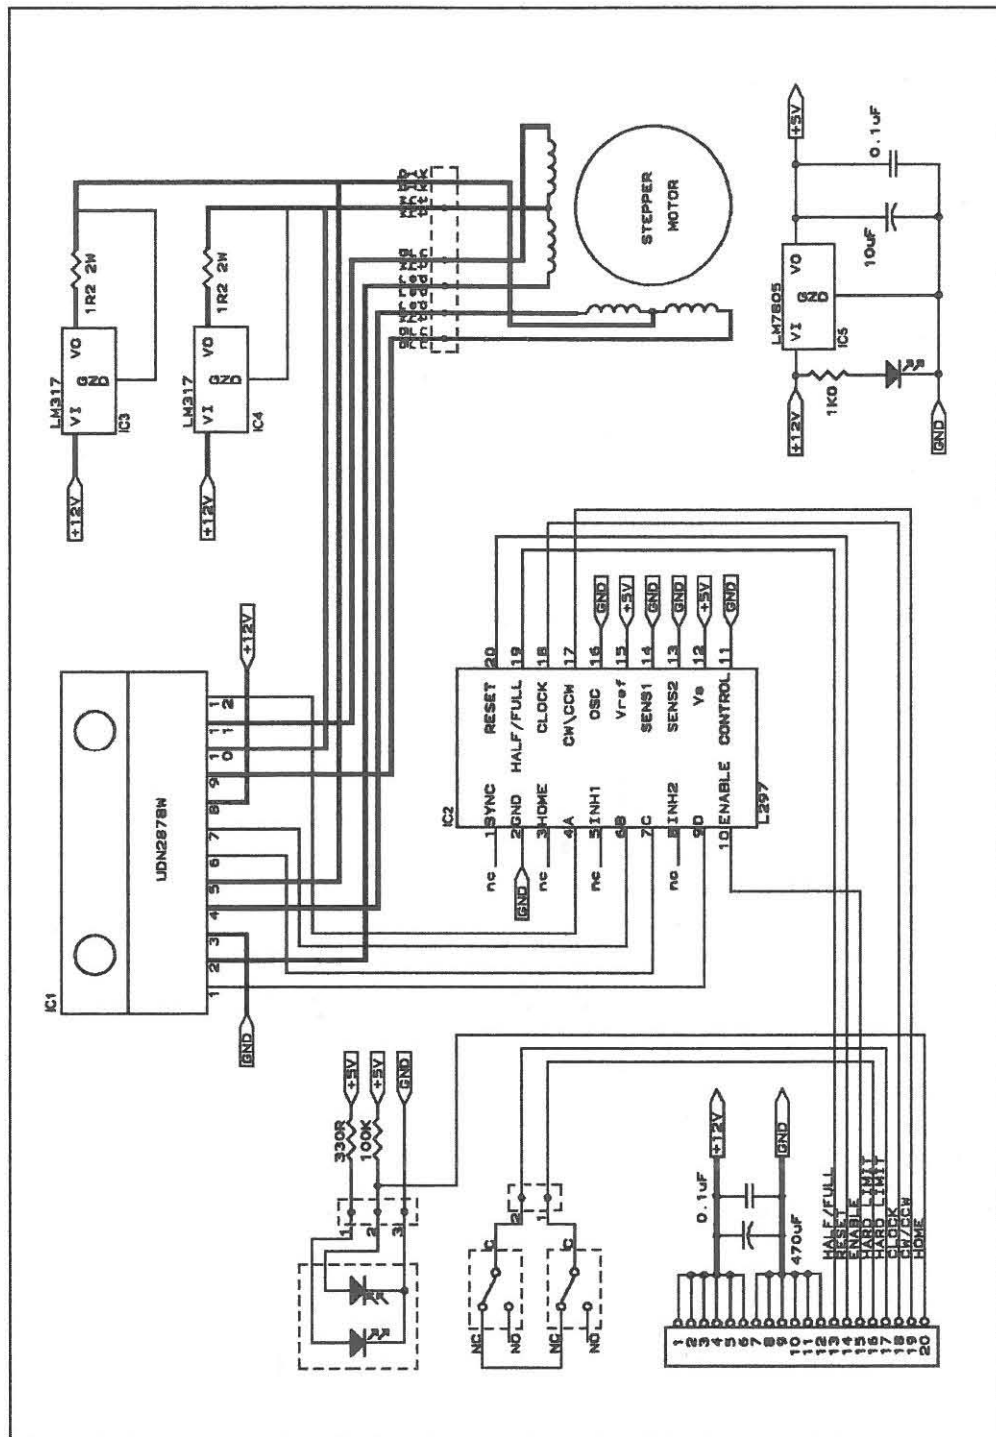 IC1
UDN2878W
1
2
3
4
5
6
7
8
9
10
11
12
GND
+12V
+12V
LM317
VI
VO
GND
IC3
1R2 2W
+12V
LM317
VI
VO
GND
IC4
1R2 2W
STEPPER
MOTOR
+12V
LM7805
VI
VO
GND
IC5
+5V
1K0
10uF
0.1uF
GND
IC2
L297
1 SYNC
2 GND
3 HOME
4 A
5 INH1
6 B
7 C
8 INH2
9 D
10 ENABLE
nc
GND
nc
nc
nc
RESET 20
HALF/FULL 19
CLOCK 18
CW\CCW 17
OSC 16
Vref 15
SENS1 14
SENS2 13
Vs 12
CONTROL 11
GND
+5V
GND
GND
+5V
GND
330R
+5V
100K
+5V
GND
1
2
3
NC
C
NO
NC
C
NO
2
1
0.1uF
470uF
+12V
GND
1
2
3
4
5
6
7
8
9
10
11
12
13
14
15
16
17
18
19
20
HALF/FULL
RESET
ENABLE
HARD LIMIT
HARD LIMIT
CLOCK
CW/CCW
HOME